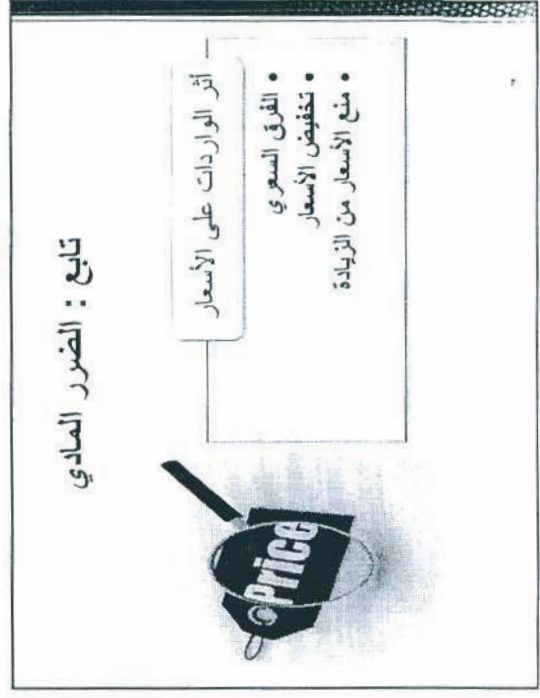 تابع : الضرر المادي
أثر الواردات على الأسعار
• الفرق السعري
• تخفيض الأسعار
• منع الأسعار من الزيادة
Price